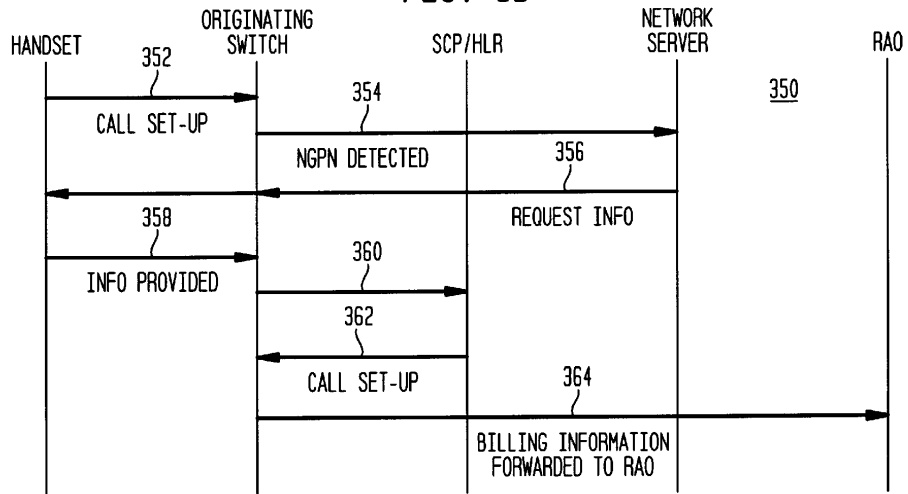 HANDSET
ORIGINATING
SWITCH
SCP/HLR
NETWORK
SERVER
RAO
352
CALL SET-UP
354
NGPN DETECTED
350
356
REQUEST INFO
358
INFO PROVIDED
360
362
CALL SET-UP
364
BILLING INFORMATION
FORWARDED TO RAO